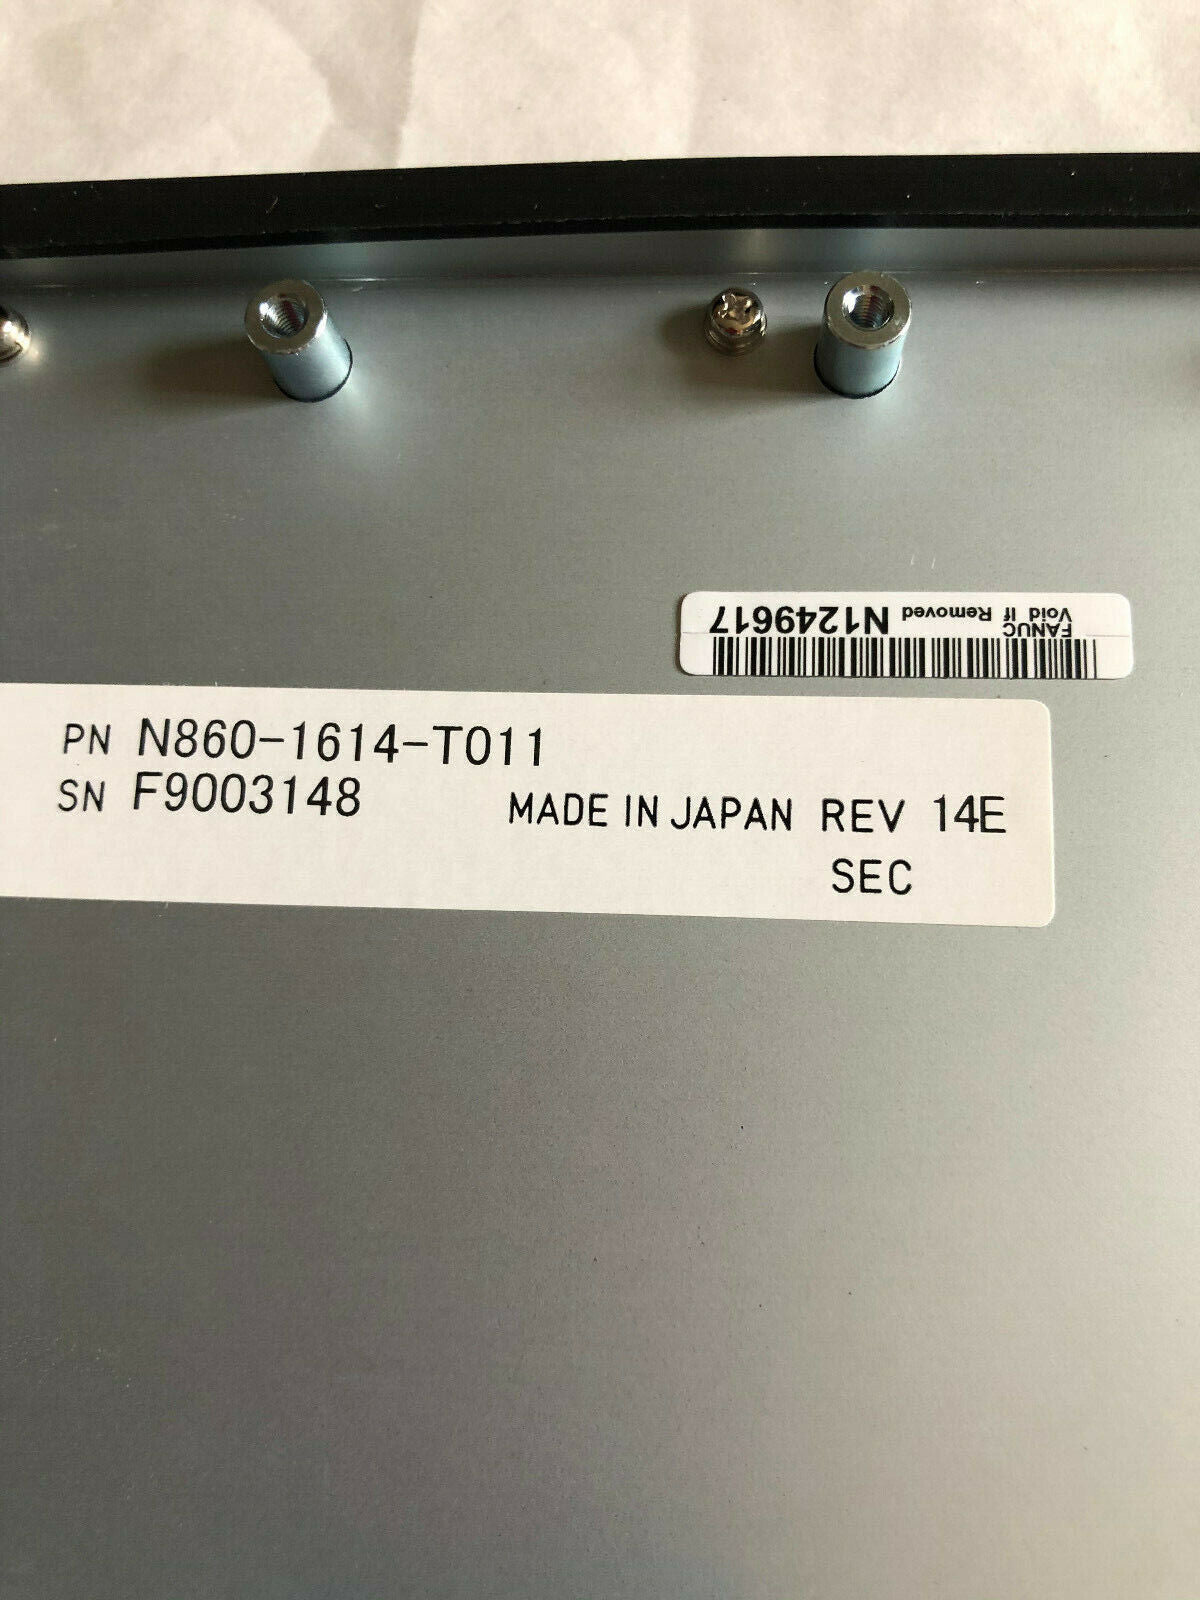 FANUC
Void If Removed N1249617
PN N860-1614-T011
SN F9003148
MADE IN JAPAN REV 14E
SEC